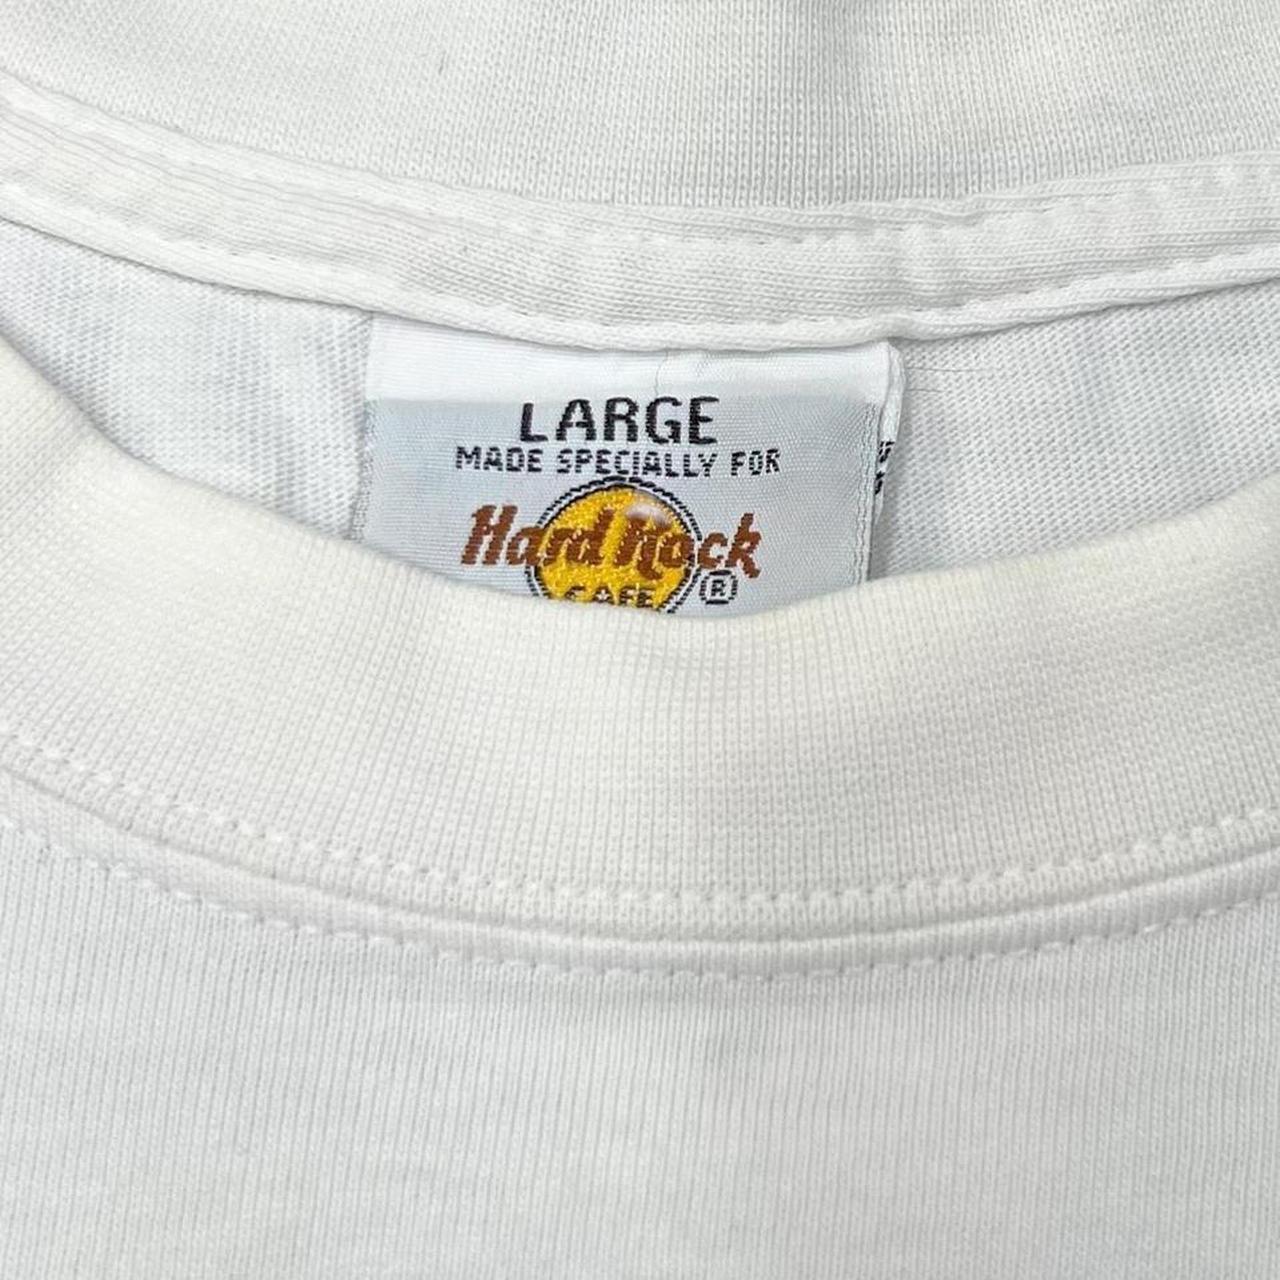 LARGE
MADE SPECIALLY FOR
Hard Rock
CAFE ®